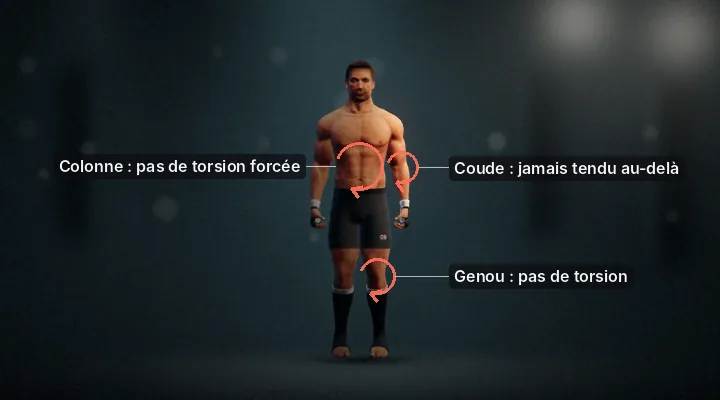 Colonne : pas de torsion forcée
Coude : jamais tendu au-delà
Genou : pas de torsion